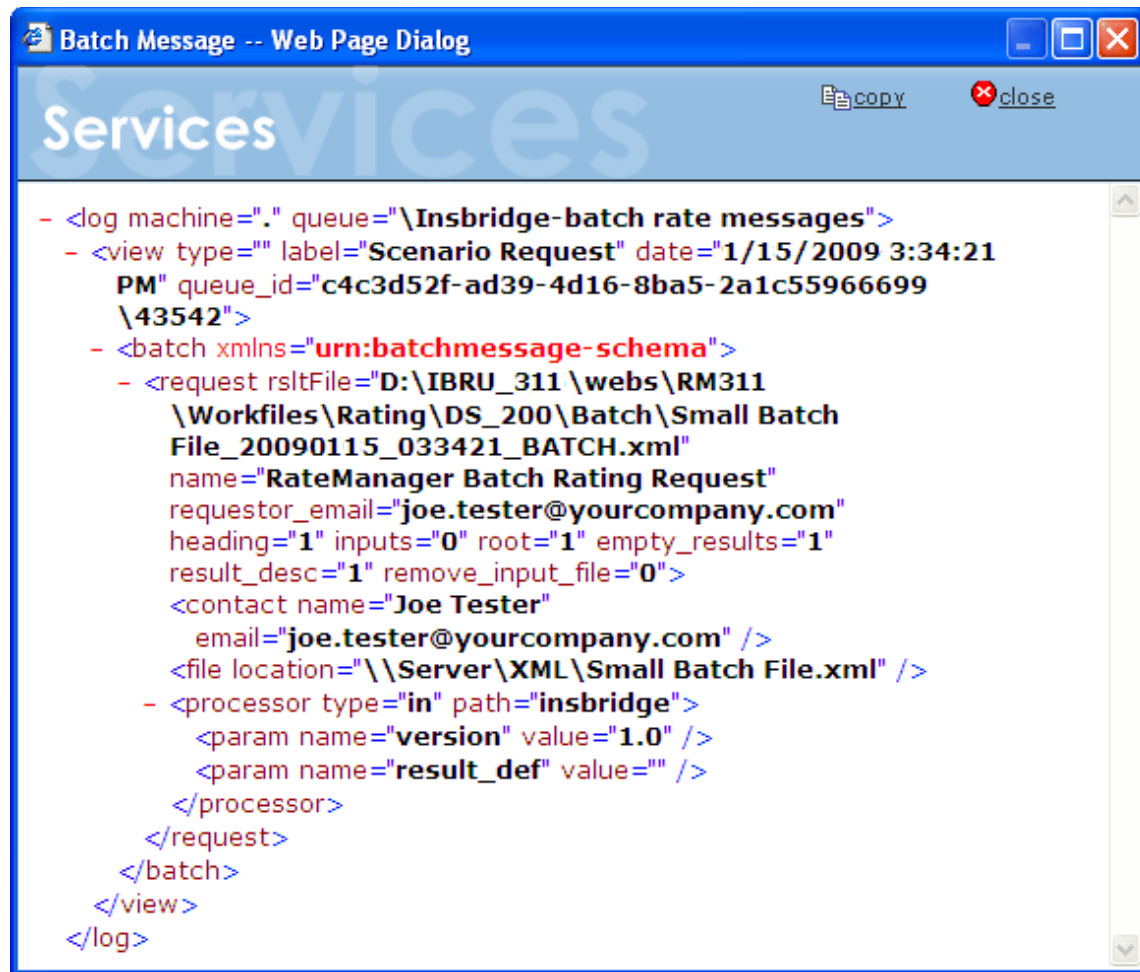 Batch Message -- Web Page Dialog
Services
copy
close
Services
- <log machine="." queue="\Insbridge-batch rate messages">
- <view type="" label="Scenario Request" date="1/15/2009 3:34:21
PM" queue_id="c4c3d52f-ad39-4d16-8ba5-2a1c55966699
\43542">
- <batch xmlns="urn:batchmessage-schema">
- <request rsltFile="D:\IBRU_311\webs\RM311
\Workfiles\Rating\DS_200\Batch\Small Batch
File_20090115_033421_BATCH.xml"
name="RateManager Batch Rating Request"
requestor_email="joe.tester@yourcompany.com"
heading="1" inputs="0" root="1" empty_results="1"
result_desc="1" remove_input_file="0">
<contact name="Joe Tester"
email="joe.tester@yourcompany.com" />
<file location="\\Server\XML\Small Batch File.xml" />
- <processor type="in" path="insbridge">
<param name="version" value="1.0" />
<param name="result_def" value="" />
</processor>
</request>
</batch>
</view>
</log>